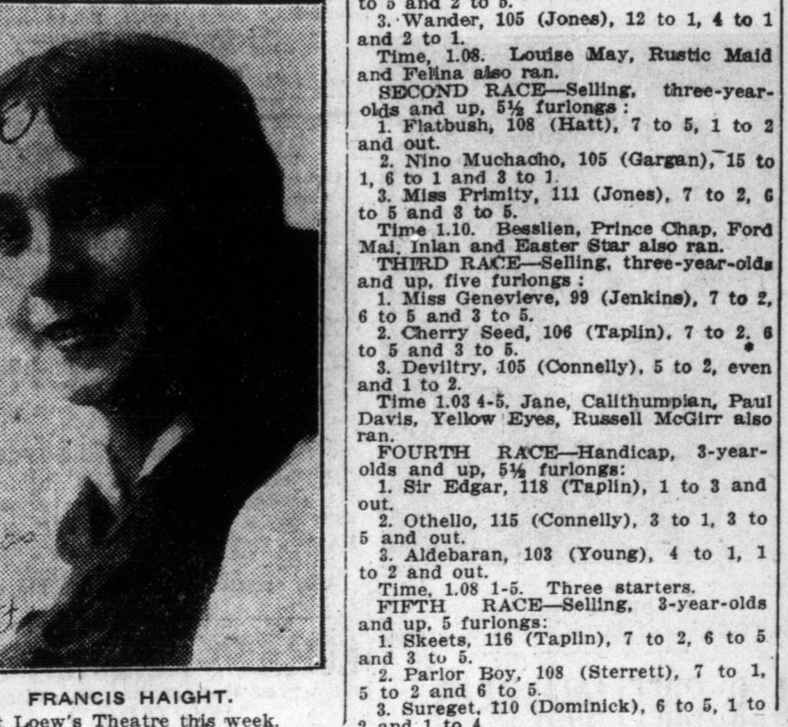 FRANCIS HAIGHT.
Loew's Theatre this week.
to 5 and 2 to 5.
3. Wander, 105 (Jones), 12 to 1, 4 to 1
and 2 to 1.
Time, 1.08. Louise May, Rustic Maid
and Felina also ran.
SECOND RACE—Selling, three-year-
olds and up, 5½ furlongs :
1. Flatbush, 108 (Hatt), 7 to 5, 1 to 2
and out.
2. Nino Muchacho, 105 (Gargan), 15 to
1, 6 to 1 and 3 to 1.
3. Miss Primity, 111 (Jones), 7 to 2, 6
to 5 and 3 to 5.
Time 1.10. Besslien, Prince Chap, Ford
Mal, Inlan and Easter Star also ran.
THIRD RACE—Selling, three-year-olds
and up, five furlongs :
1. Miss Genevieve, 99 (Jenkins), 7 to 2,
6 to 5 and 3 to 5.
2. Cherry Seed, 106 (Taplin), 7 to 2, 6
to 5 and 3 to 5.
3. Deviltry, 105 (Connelly), 5 to 2, even
and 1 to 2.
Time 1.03 4-5. Jane, Calithumpian, Paul
Davis, Yellow Eyes, Russell McGirr also
ran.
FOURTH RACE—Handicap, 3-year-
olds and up, 5½ furlongs:
1. Sir Edgar, 118 (Taplin), 1 to 3 and
out.
2. Othello, 115 (Connelly), 3 to 1, 3 to
5 and out.
3. Aldebaran, 103 (Young), 4 to 1, 1
to 2 and out.
Time, 1.08 1-5. Three starters.
FIFTH RACE—Selling, 3-year-olds
and up, 5 furlongs:
1. Skeets, 116 (Taplin), 7 to 2, 6 to 5
and 3 to 5.
2. Parlor Boy, 108 (Sterrett), 7 to 1,
5 to 2 and 6 to 5.
3. Sureget, 110 (Dominick), 6 to 5, 1 to
2 and 1 to 4.